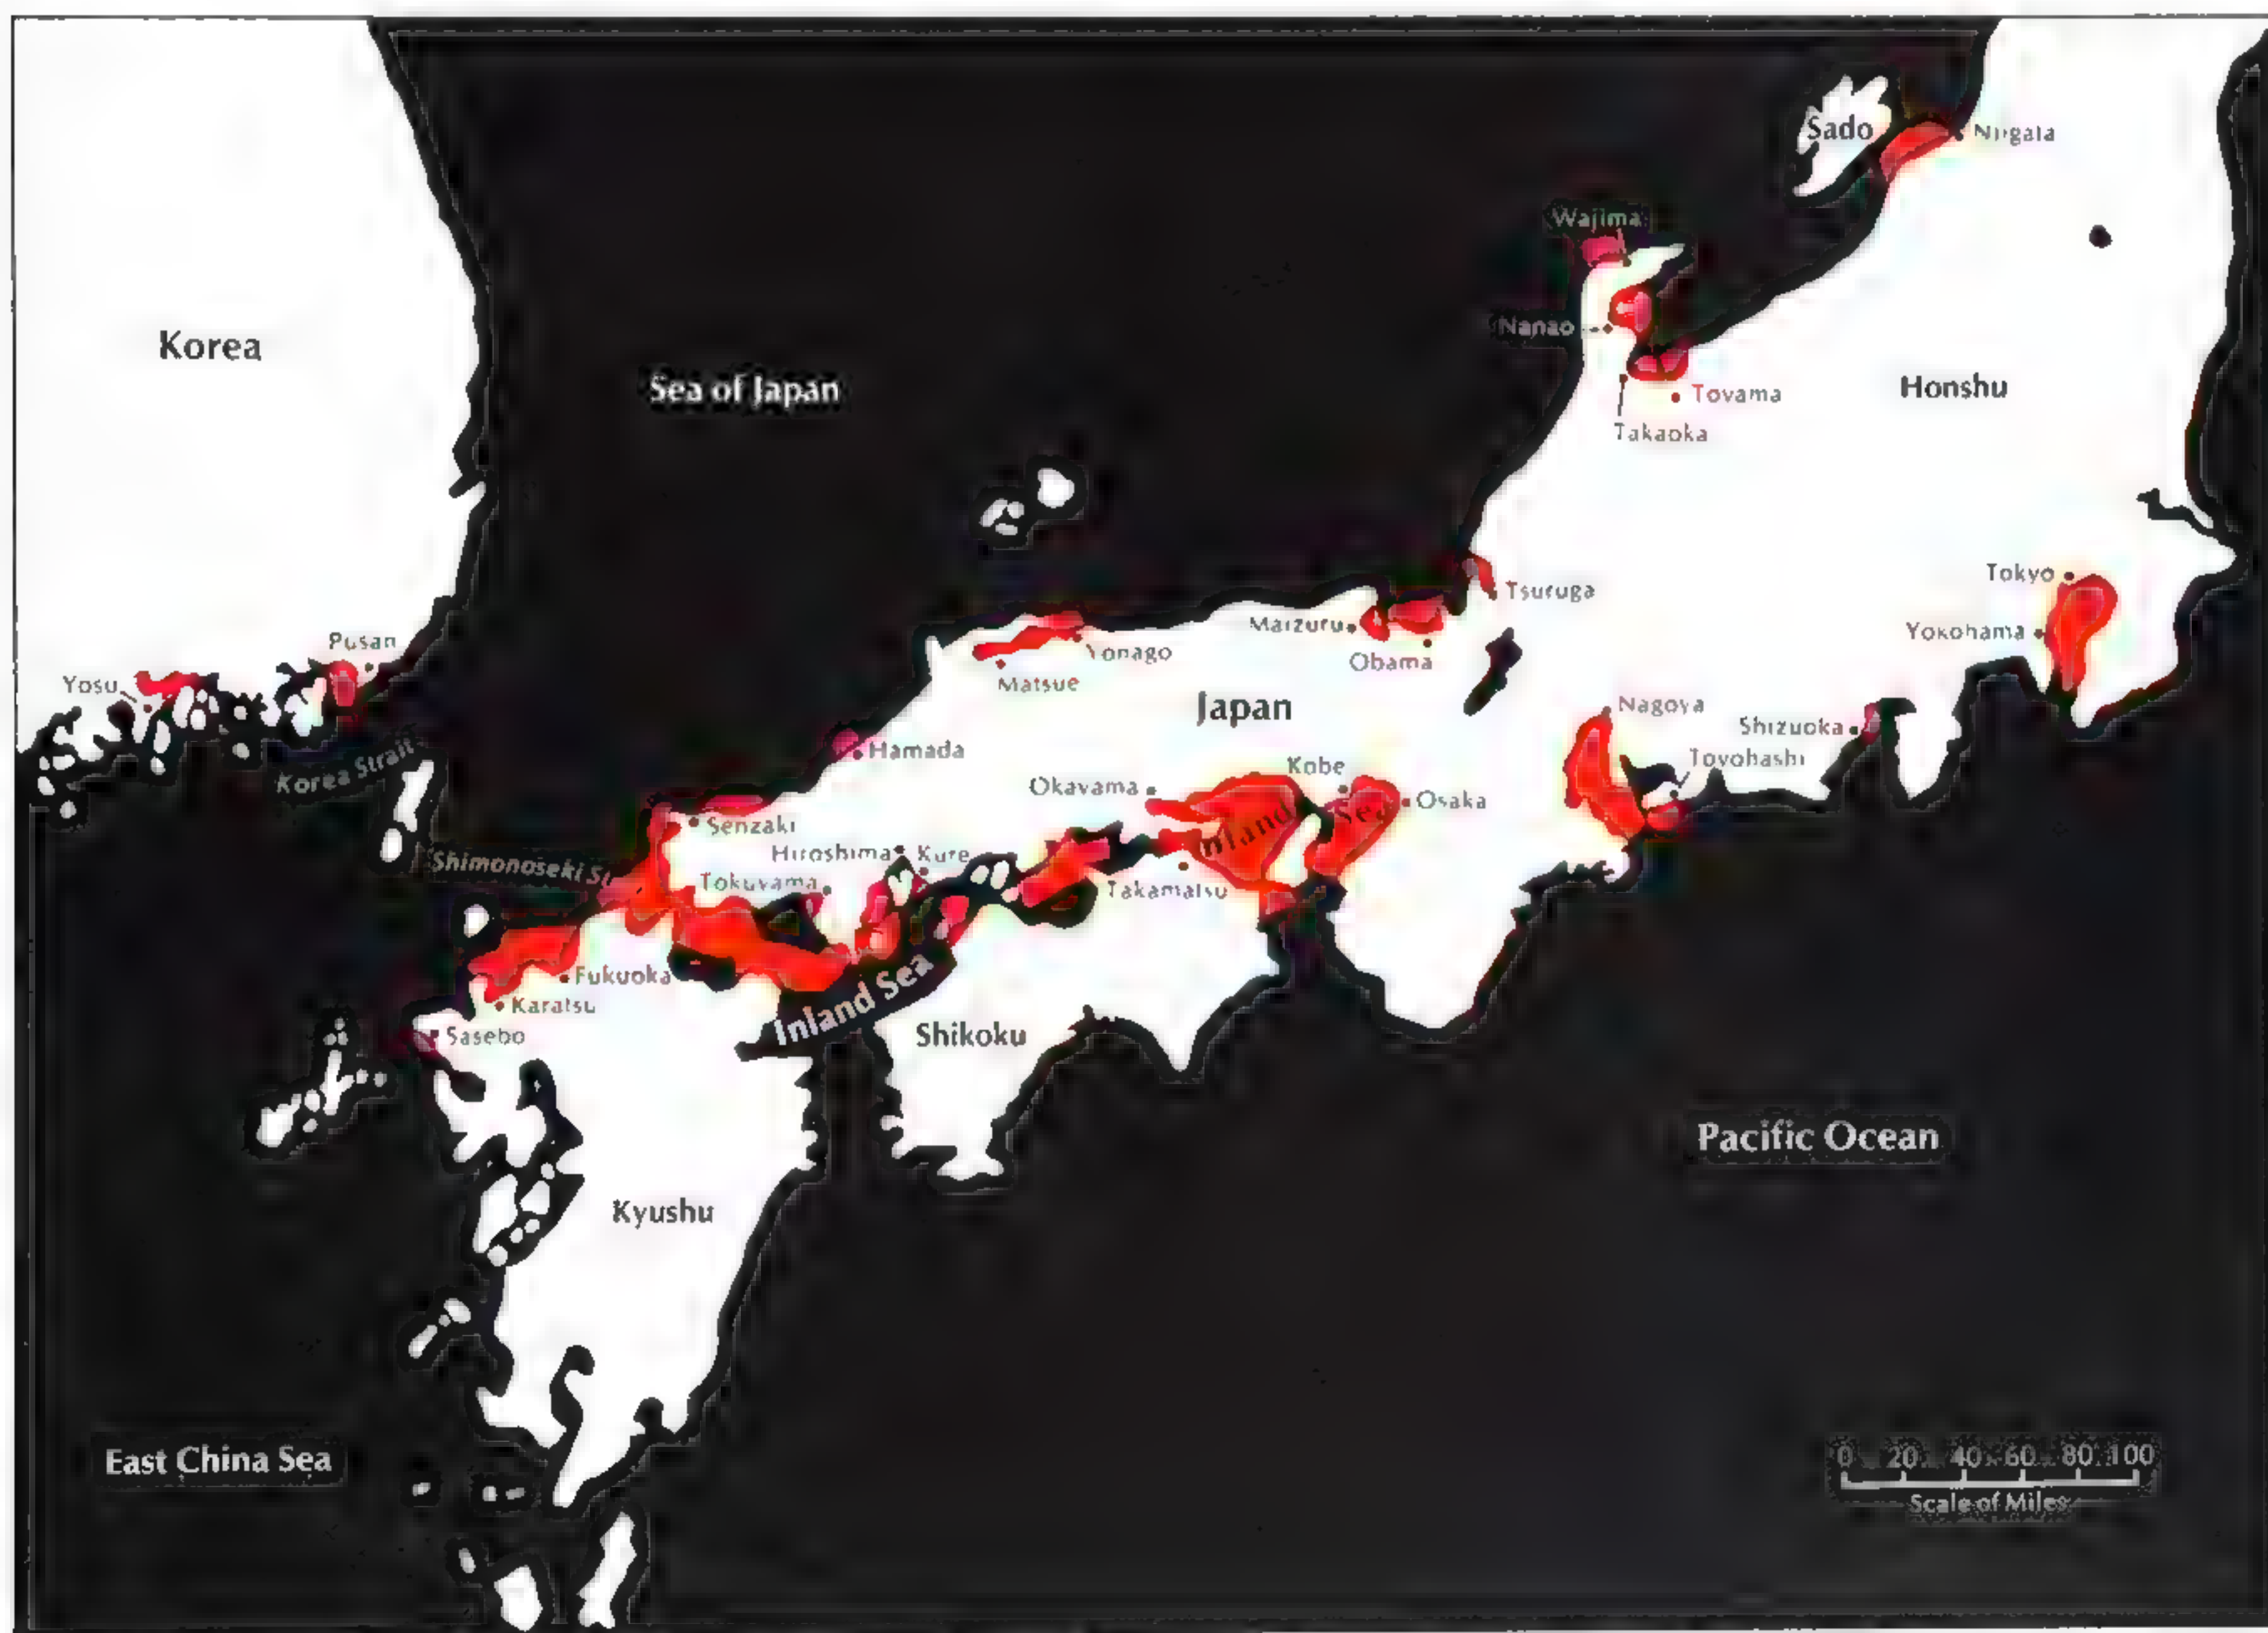 Sado
Niigata
Wajima
Korea
Nanao
Sea of Japan
Honshu
Toyama
Takaoka
Tokyo
Tsuruga
Maizuru
Yokohama
Pusan
Yonago
Obama
Yosu
Matsue
Japan
Nagoya
Shizuoka
Hamada
Korea Strait
Toyohashi
Kobe
Okayama
Osaka
Senzaki
Inland Sea
Hiroshima
Kure
Shimonoseki St
Tokuyama
Takamatsu
Fukuoka
Karatsu
Inland Sea
Sasebo
Shikoku
Pacific Ocean
Kyushu
East China Sea
0 20 40 60 80 100
Scale of Miles